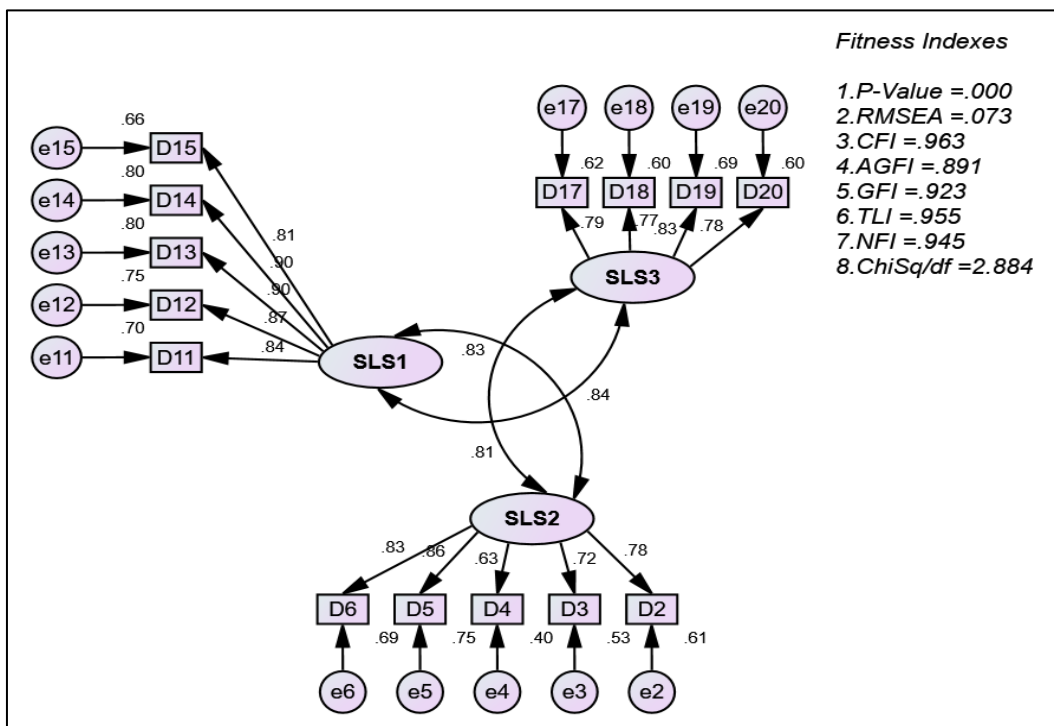 Fitness Indexes
1.P-Value =.000
2.RMSEA =.073
3.CFI =.963
4.AGFI =.891
5.GFI =.923
6.TLI =.955
7.NFI =.945
8.ChiSq/df =2.884
e17 e18 e19 e20
.62 .60 .69 .60
D17 D18 D19 D20
.79 .77 .83 .78
SLS3
.66
e15 D15
.80
e14 D14
.80
e13 D13
.75
e12 D12
.70
e11 D11
.81
.90
.90
.87
.84
SLS1
.83
.84
.81
SLS2
.83 .86 .63 .72 .78
D6 D5 D4 D3 D2
.69 .75 .40 .53 .61
e6 e5 e4 e3 e2